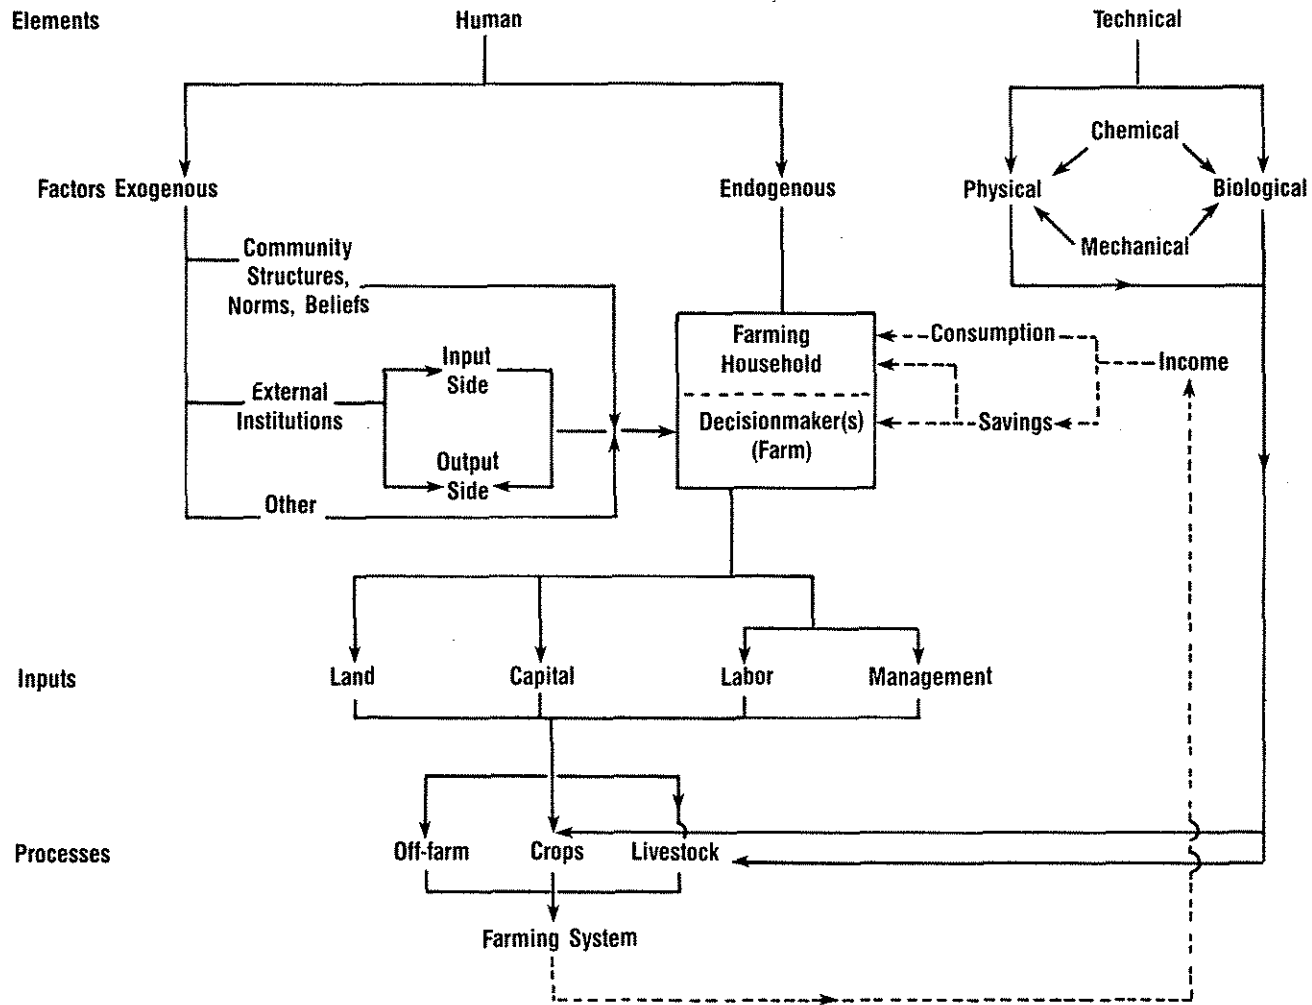 Elements
Human
Technical
Chemical
Factors Exogenous
Endogenous
Physical
Biological
Mechanical
Community
Structures,
Norms, Beliefs
Farming
Household
Consumption
Income
Input
Side
External
Institutions
Decisionmaker(s)
(Farm)
Savings
Output
Side
Other
Inputs
Land
Capital
Labor
Management
Processes
Off-farm
Crops
Livestock
Farming System